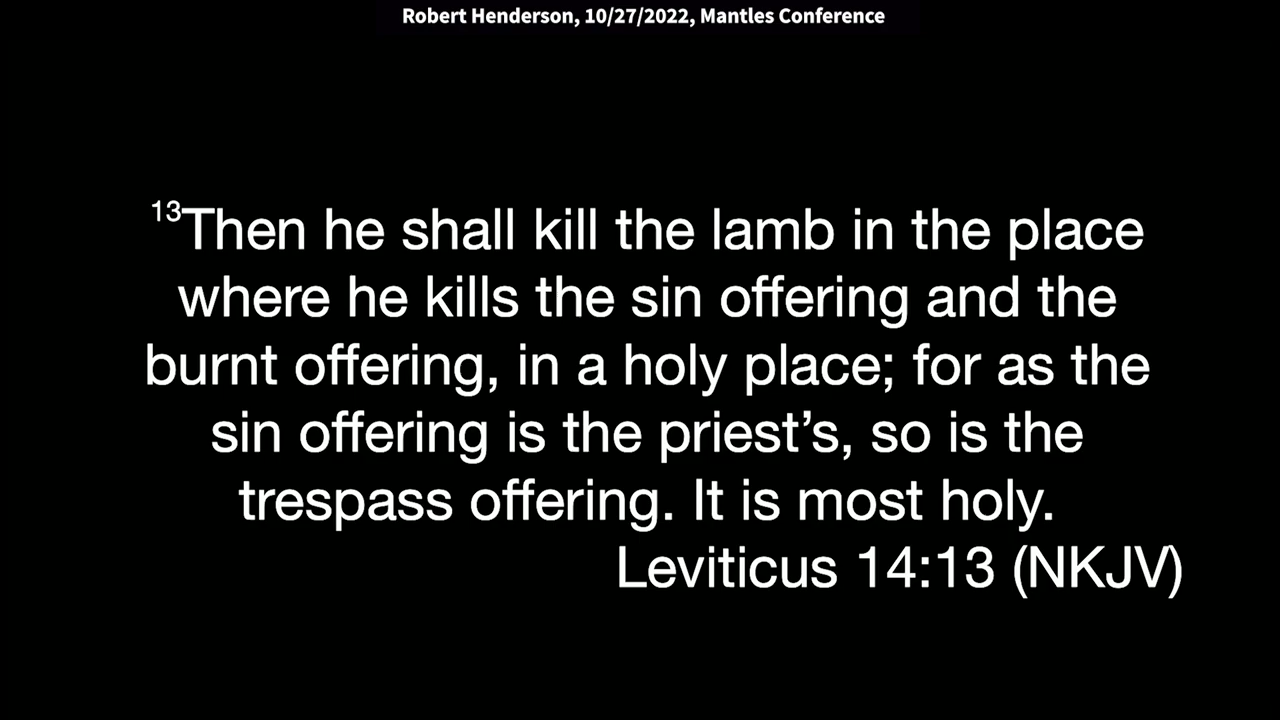 Robert Henderson, 10/27/2022, Mantles Conference
13Then he shall kill the lamb in the place
where he kills the sin offering and the
burnt offering, in a holy place; for as the
sin offering is the priest’s, so is the
trespass offering. It is most holy.
Leviticus 14:13 (NKJV)